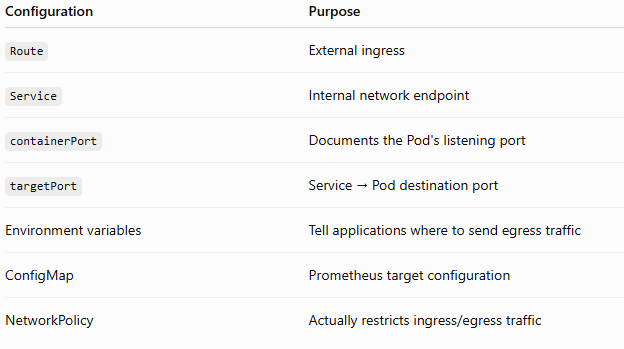 Configuration Purpose
Route External ingress
Service Internal network endpoint
containerPort Documents the Pod's listening port
targetPort Service → Pod destination port
Environment variables Tell applications where to send egress traffic
ConfigMap Prometheus target configuration
NetworkPolicy Actually restricts ingress/egress traffic